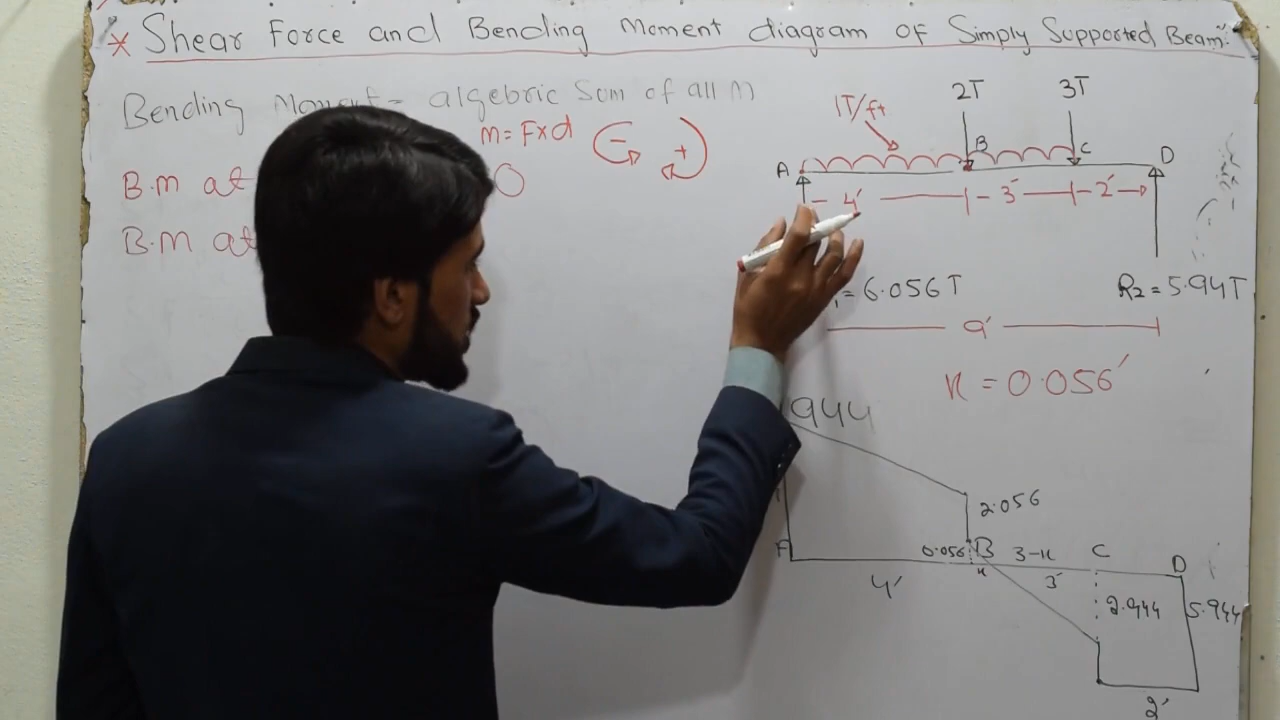 * Shear Force and Bending Moment diagram of Simply Supported Beam:
Bending Moment = algebric Sum of all M
M = F×d
- +
B.M at 0
B.M at
1T/ft 2T 3T
A B C D
4' 3' 2'
= 6.056T R2 = 5.94T
9'
x = 0.056'
944
2.056
0.056 B 3-x C D
x
4' 3'
2.944 5.944
2'